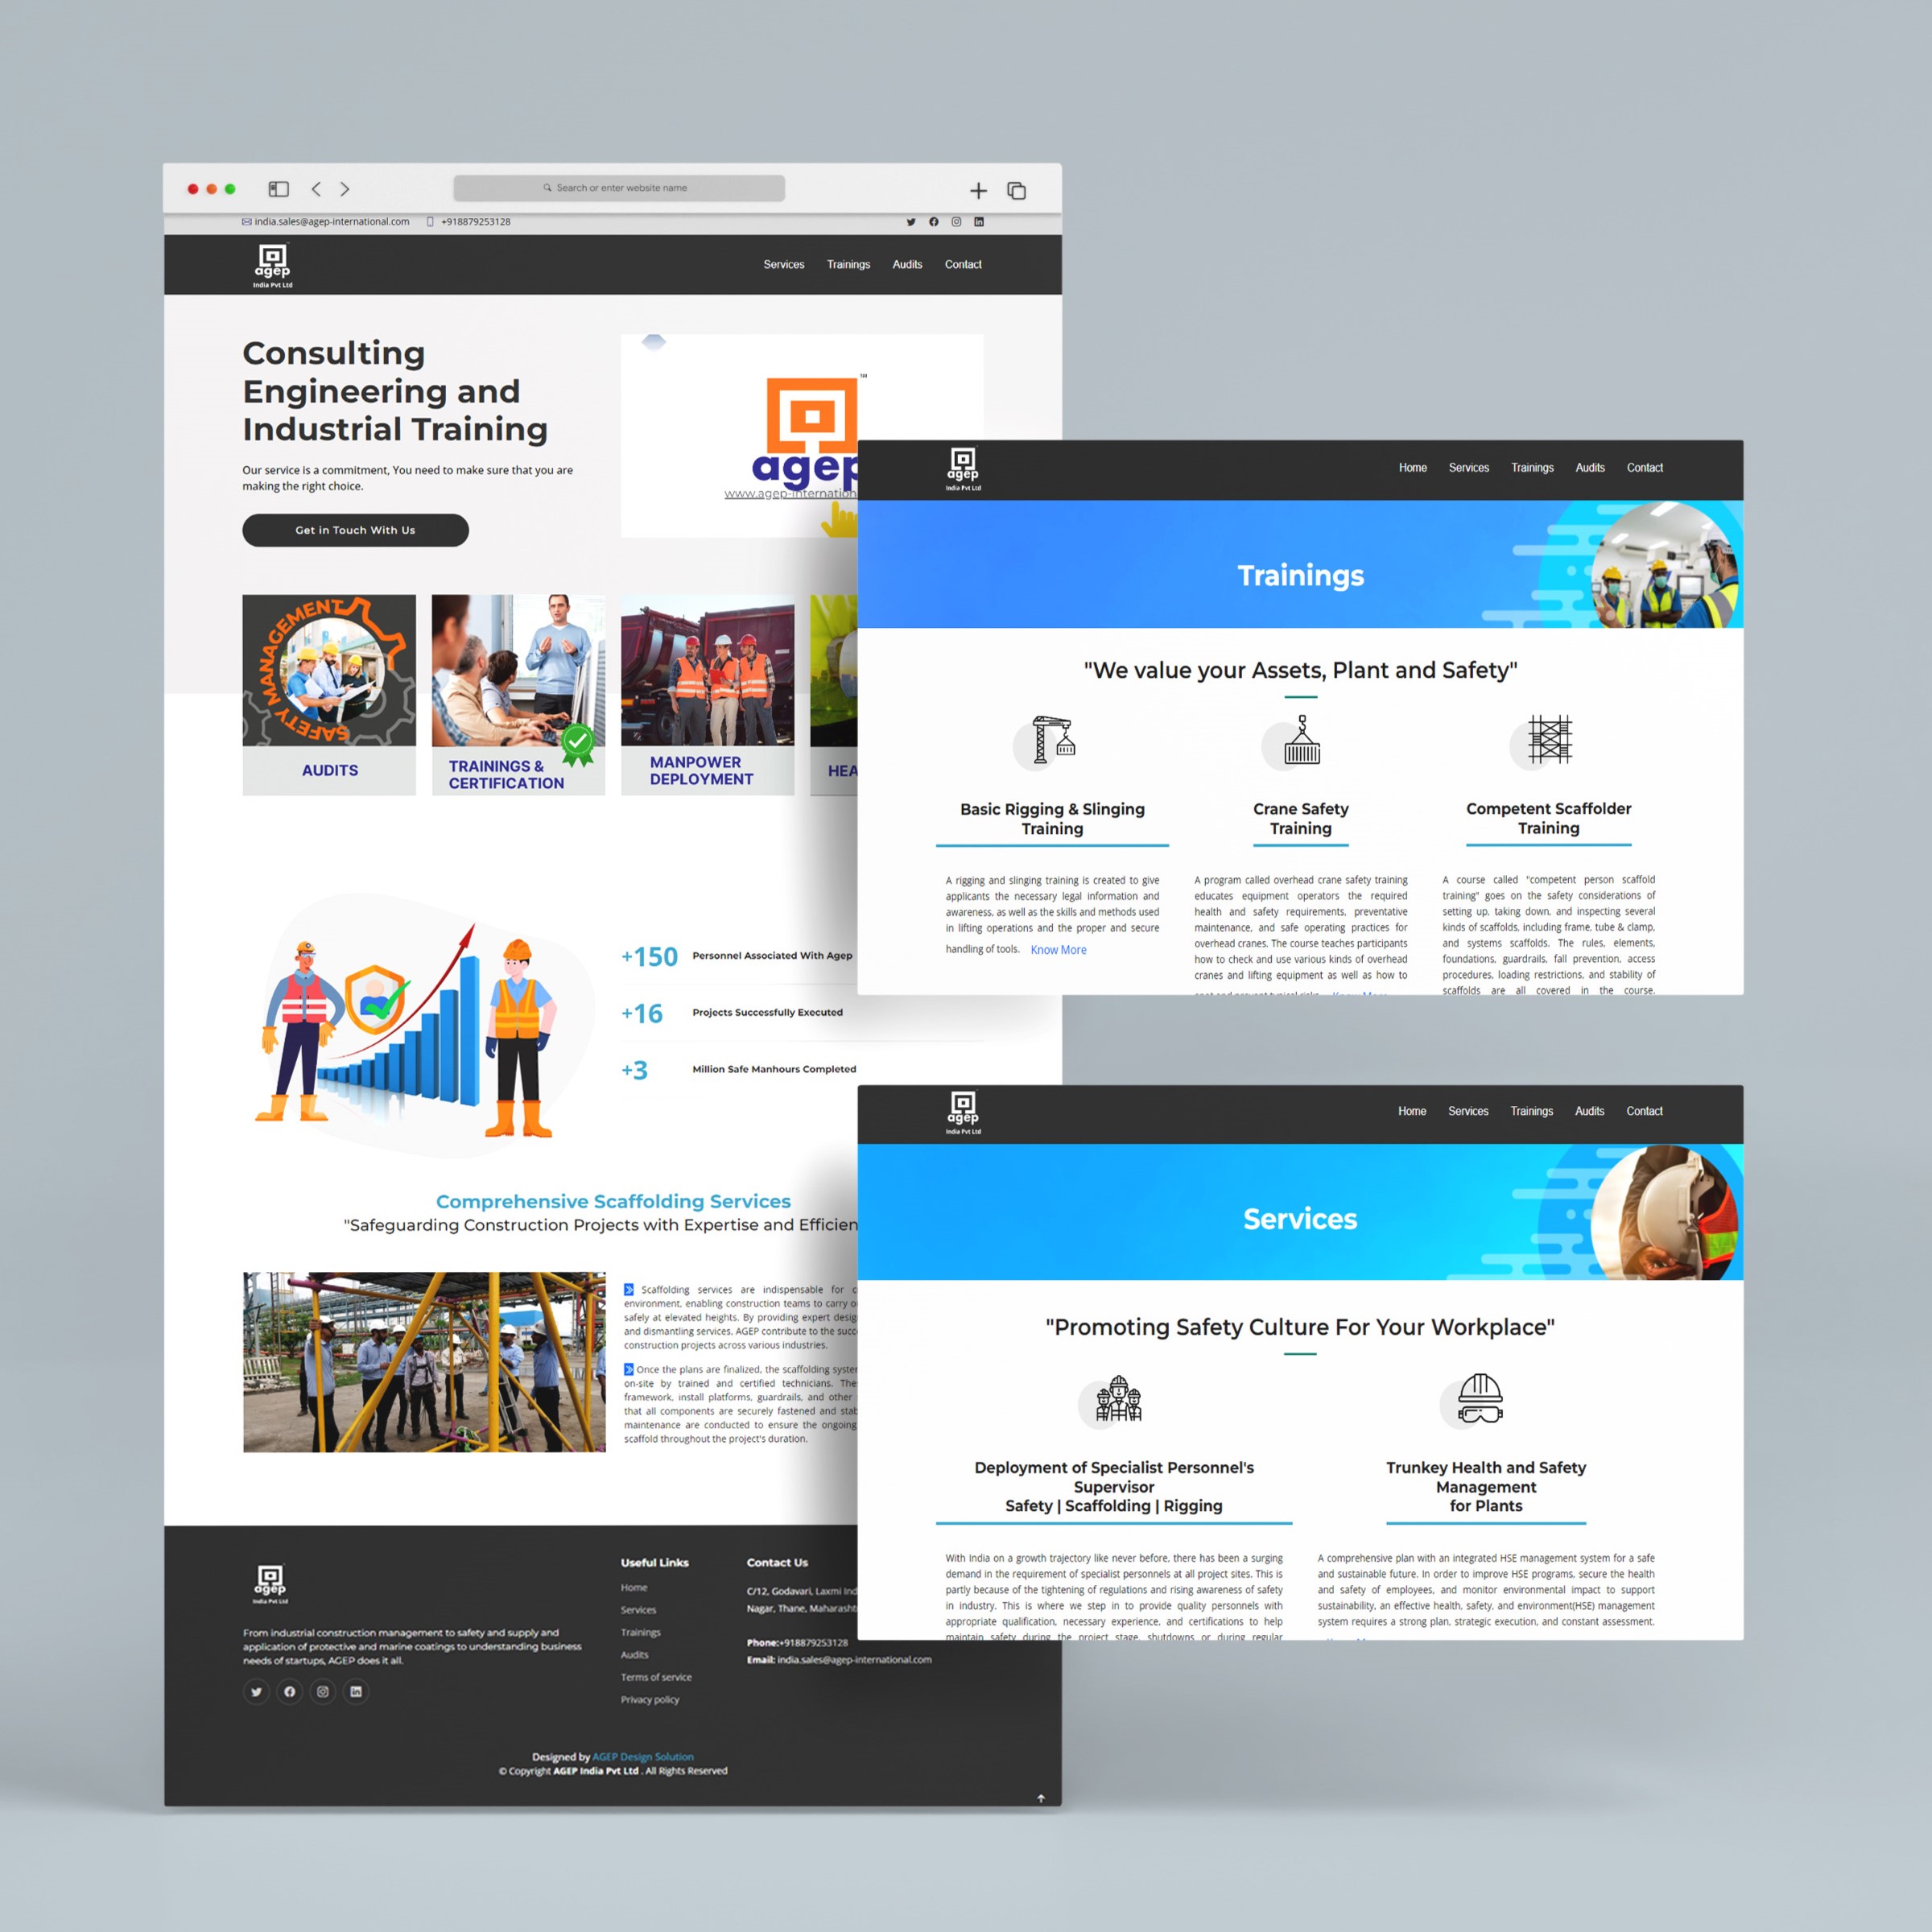 Search or enter website name
india.sales@agep-international.com +918879253128
agep
India Pvt Ltd
Services Trainings Audits Contact
Consulting
Engineering and
Industrial Training
Our service is a commitment, You need to make sure that you are
making the right choice.
Get in Touch With Us
TM
agep
www.agep-internation
SAFETY MANAGEMENT
AUDITS
TRAININGS &
CERTIFICATION
MANPOWER
DEPLOYMENT
HEA
+150 Personnel Associated With Agep
+16 Projects Successfully Executed
+3 Million Safe Manhours Completed
Comprehensive Scaffolding Services
"Safeguarding Construction Projects with Expertise and Efficien
Scaffolding services are indispensable for c
environment, enabling construction teams to carry o
safely at elevated heights. By providing expert desig
and dismantling services, AGEP contribute to the succ
construction projects across various industries.
Once the plans are finalized, the scaffolding syste
on-site by trained and certified technicians. The
framework, install platforms, guardrails, and other
that all components are securely fastened and stab
maintenance are conducted to ensure the ongoing
scaffold throughout the project's duration.
agep
India Pvt Ltd
From industrial construction management to safety and supply and
application of protective and marine coatings to understanding business
needs of startups, AGEP does it all.
Useful Links
Home
Services
Trainings
Audits
Terms of service
Privacy policy
Contact Us
C/12, Godavari, Laxmi Ind
Nagar, Thane, Maharasht
Phone:+918879253128
Email: india.sales@agep-international.com
Designed by AGEP Design Solution
© Copyright AGEP India Pvt Ltd . All Rights Reserved
agep
India Pvt Ltd
Home Services Trainings Audits Contact
Trainings
"We value your Assets, Plant and Safety"
Basic Rigging & Slinging
Training
A rigging and slinging training is created to give
applicants the necessary legal information and
awareness, as well as the skills and methods used
in lifting operations and the proper and secure
handling of tools. Know More
Crane Safety
Training
A program called overhead crane safety training
educates equipment operators the required
health and safety requirements, preventative
maintenance, and safe operating practices for
overhead cranes. The course teaches participants
how to check and use various kinds of overhead
cranes and lifting equipment as well as how to
Competent Scaffolder
Training
A course called "competent person scaffold
training" goes on the safety considerations of
setting up, taking down, and inspecting several
kinds of scaffolds, including frame, tube & clamp,
and systems scaffolds. The rules, elements,
foundations, guardrails, fall prevention, access
procedures, loading restrictions, and stability of
scaffolds are all covered in the course.
agep
India Pvt Ltd
Home Services Trainings Audits Contact
Services
"Promoting Safety Culture For Your Workplace"
Deployment of Specialist Personnel's
Supervisor
Safety | Scaffolding | Rigging
With India on a growth trajectory like never before, there has been a surging
demand in the requirement of specialist personnels at all project sites. This is
partly because of the tightening of regulations and rising awareness of safety
in industry. This is where we step in to provide quality personnels with
appropriate qualification, necessary experience, and certifications to help
maintain safety during the project stage, shutdowns or during regular
Trunkey Health and Safety
Management
for Plants
A comprehensive plan with an integrated HSE management system for a safe
and sustainable future. In order to improve HSE programs, secure the health
and safety of employees, and monitor environmental impact to support
sustainability, an effective health, safety, and environment(HSE) management
system requires a strong plan, strategic execution, and constant assessment.